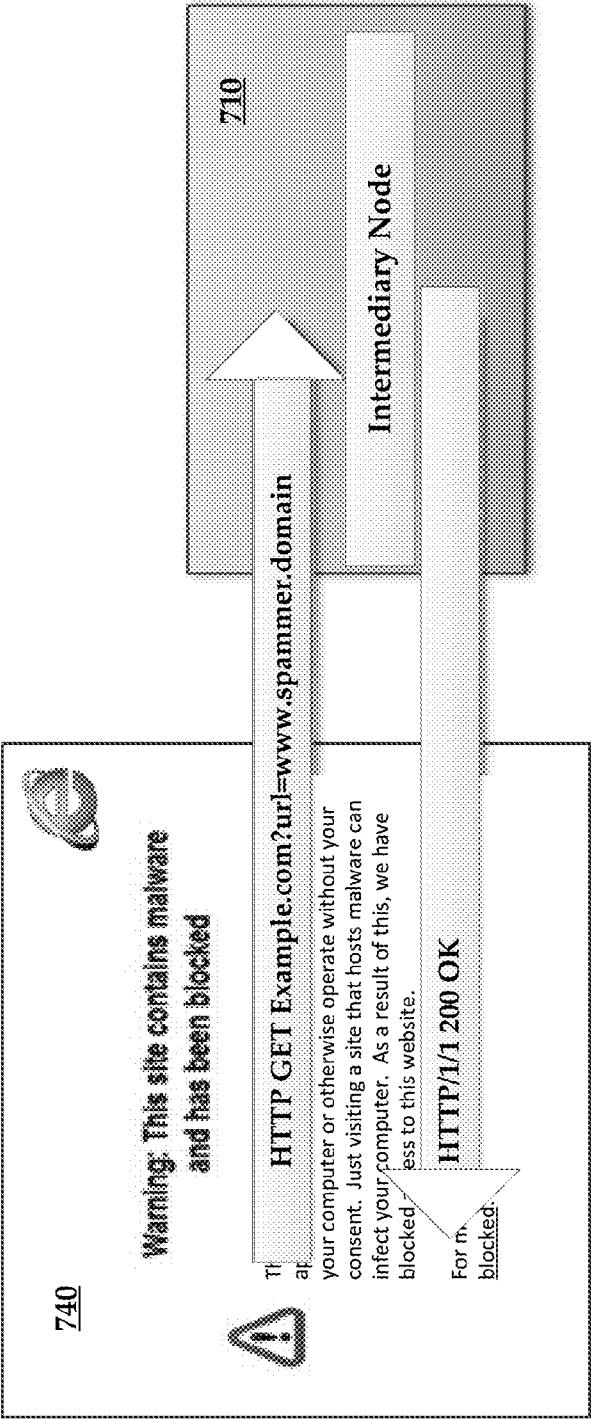 740
Warning: This site contains malware
and has been blocked
HTTP GET Example.com?url=www.spammer.domain
your computer or otherwise operate without your
consent. Just visiting a site that hosts malware can
infect your computer. As a result of this, we have
blocked ess to this website.
HTTP/1/1 200 OK
For
blocked.
710
Intermediary Node